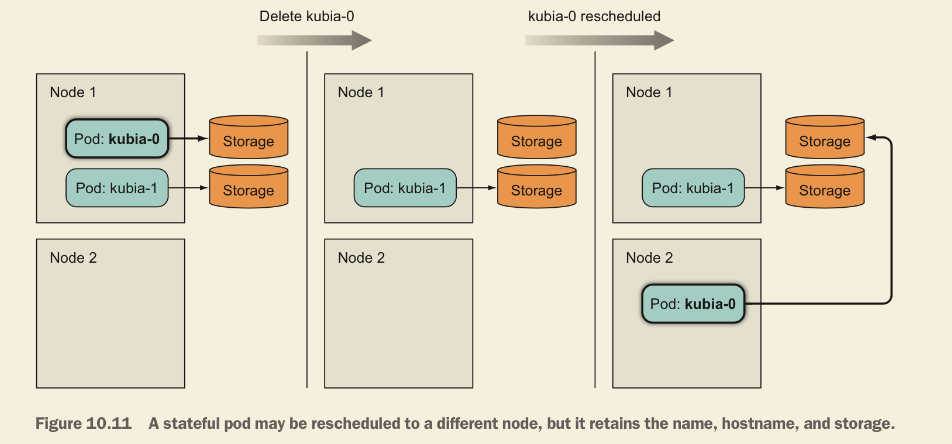 Delete kubia-0
kubia-0 rescheduled
Node 1
Pod: kubia-0
Storage
Pod: kubia-1
Storage
Node 2
Node 1
Storage
Pod: kubia-1
Storage
Node 2
Node 1
Storage
Pod: kubia-1
Storage
Node 2
Pod: kubia-0
Figure 10.11 A stateful pod may be rescheduled to a different node, but it retains the name, hostname, and storage.